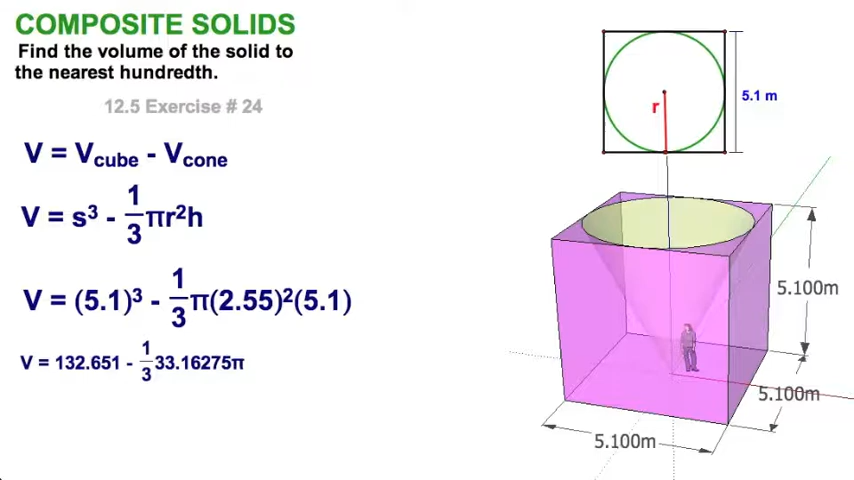 COMPOSITE SOLIDS
Find the volume of the solid to
the nearest hundredth.
12.5 Exercise # 24
V = Vcube - Vcone
V = s³ - 1/3πr²h
V = (5.1)³ - 1/3π(2.55)²(5.1)
V = 132.651 - 1/3 33.16275π
r
5.1 m
5.100m
5.100m
5.100m